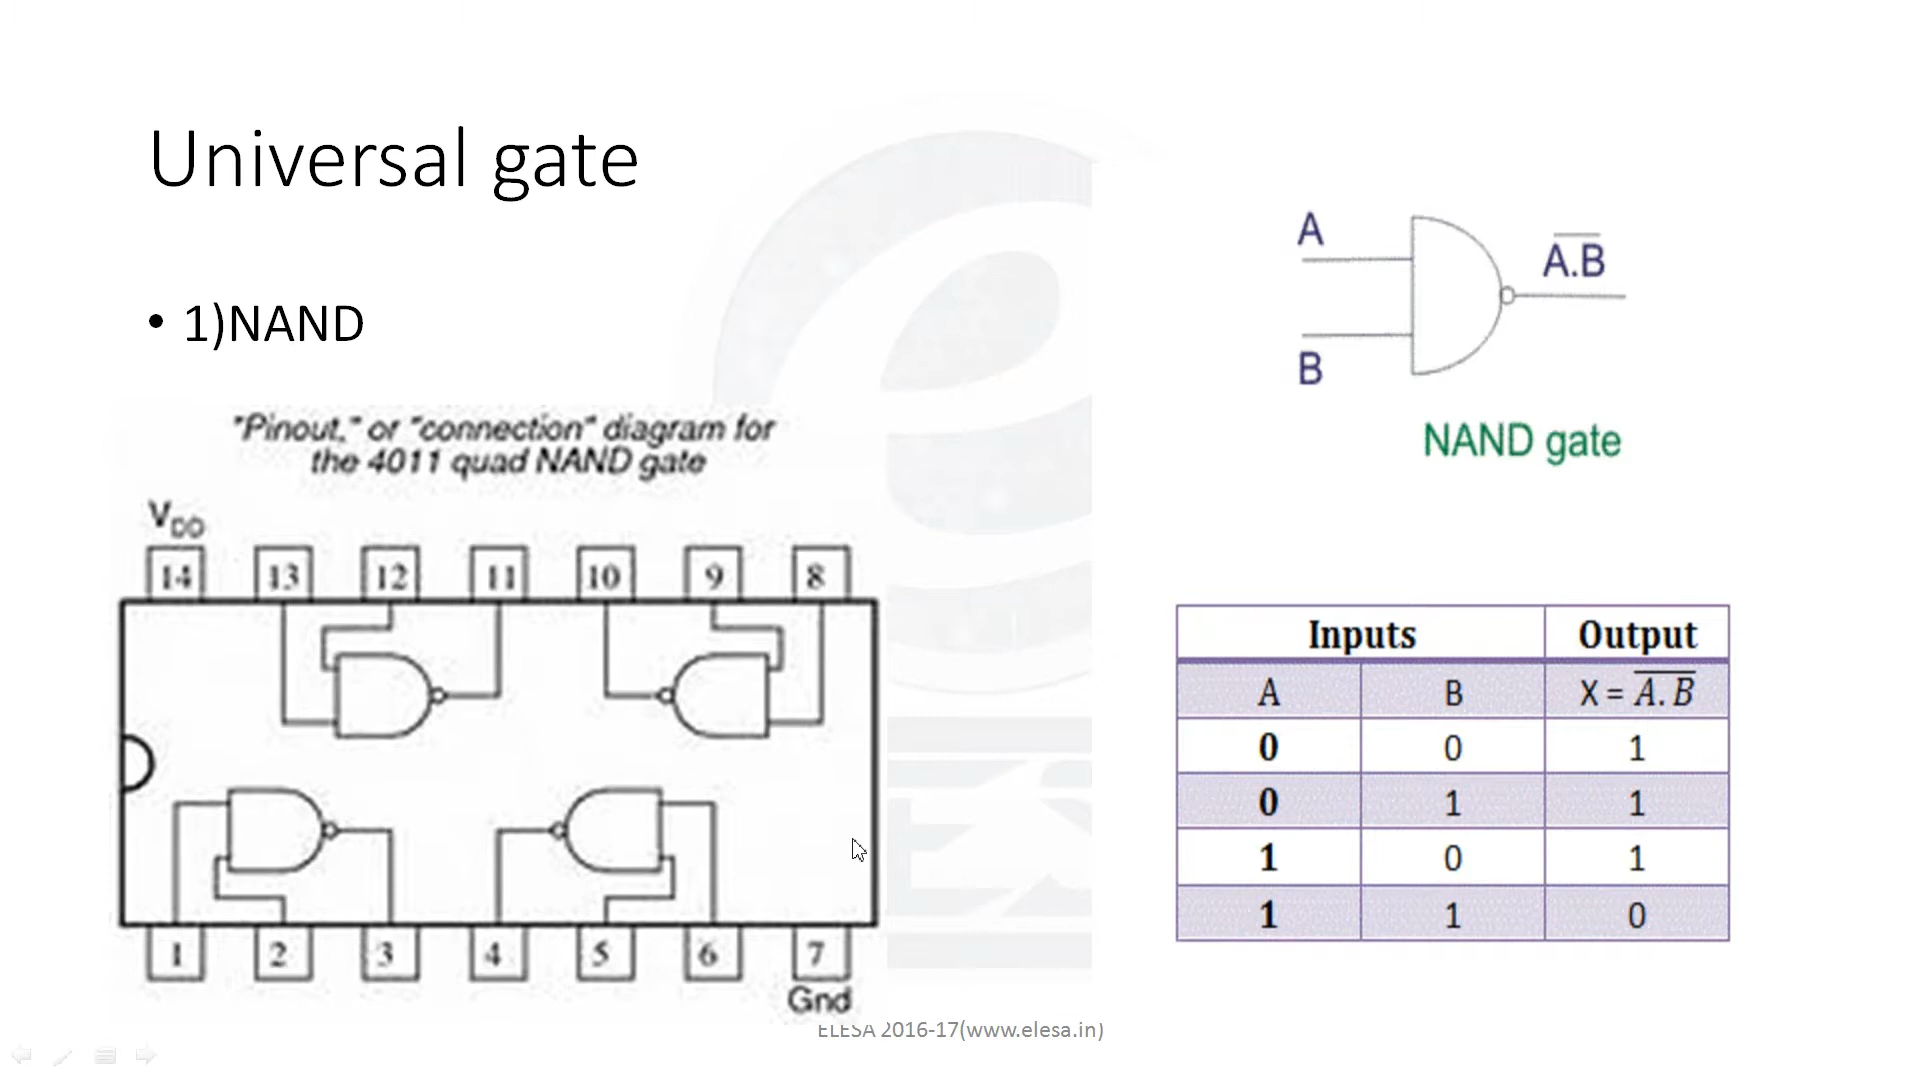 Universal gate
• 1)NAND
"Pinout," or "connection" diagram for
the 4011 quad NAND gate
VDD
14 13 12 11 10 9 8
1 2 3 4 5 6 7
Gnd
A
A.B
B
NAND gate
Inputs Output
A B X = A.B
0 0 1
0 1 1
1 0 1
1 1 0
ELESA 2016-17(www.elesa.in)